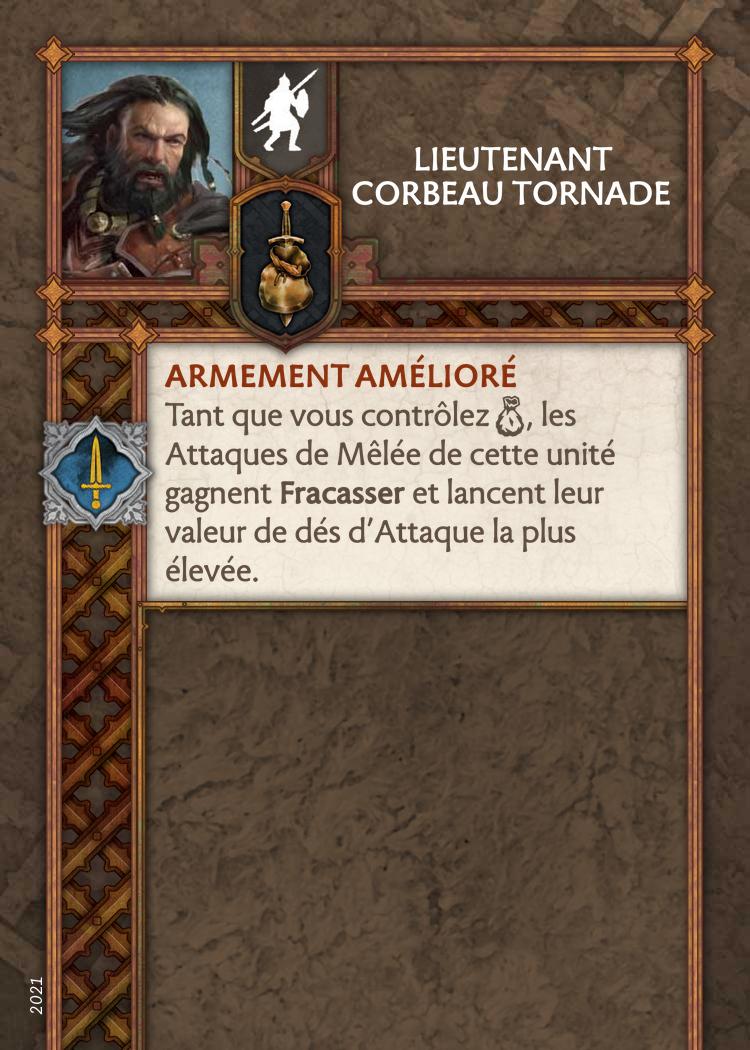 LIEUTENANT
CORBEAU TORNADE
ARMEMENT AMÉLIORÉ
Tant que vous contrôlez , les
Attaques de Mêlée de cette unité
gagnent Fracasser et lancent leur
valeur de dés d’Attaque la plus
élevée.
2021